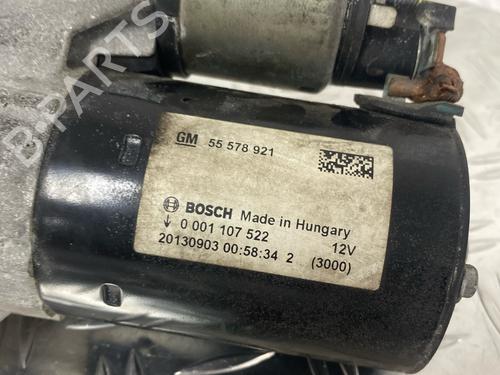 GM 55 578 921
BOSCH Made in Hungary
0 001 107 522 12V
20130903 00:58:34 2 (3000)
B-PARTS